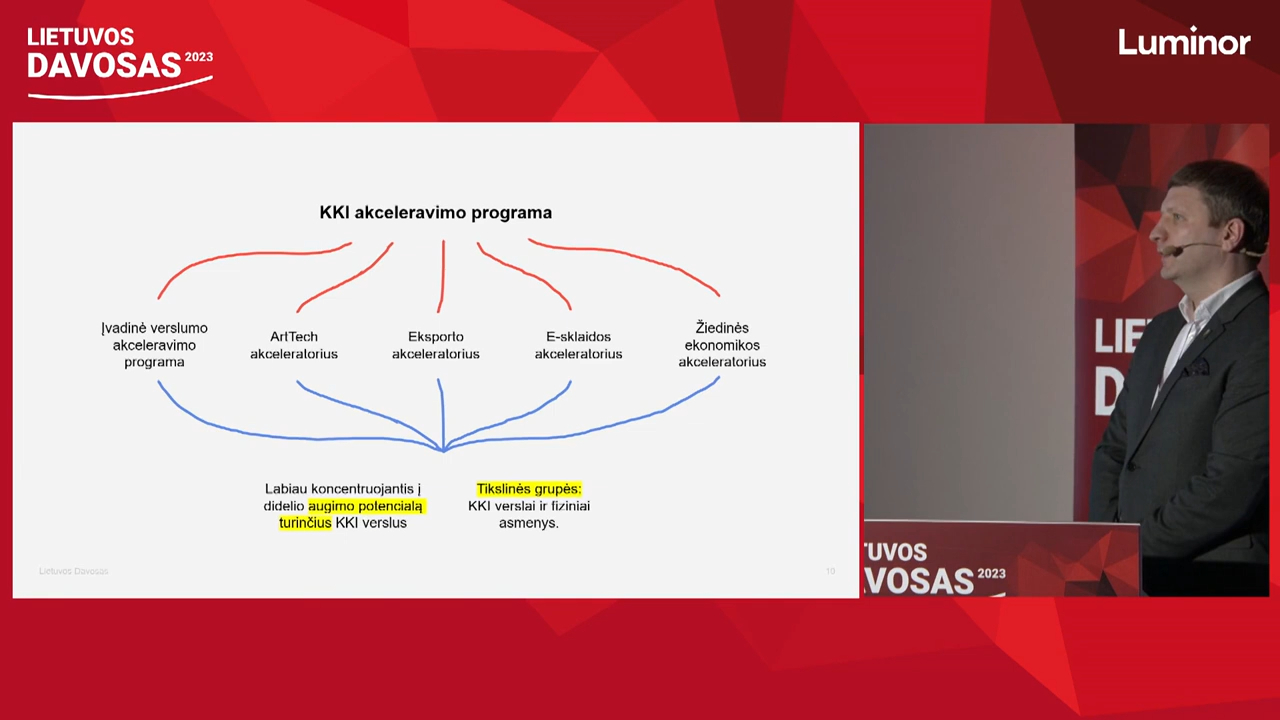 LIETUVOS
DAVOSAS 2023
Luminor
KKI akceleravimo programa
Įvadinė verslumo
akceleravimo
programa
ArtTech
akceleratorius
Eksporto
akceleratorius
E-sklaidos
akceleratorius
Žiedinės
ekonomikos
akceleratorius
Labiau koncentruojantis į
didelio augimo potencialą
turinčius KKI verslus
Tikslinės grupės:
KKI verslai ir fiziniai
asmenys.
Lietuvos Davosas
10
LIE
D
TUVOS
VOSAS 2023